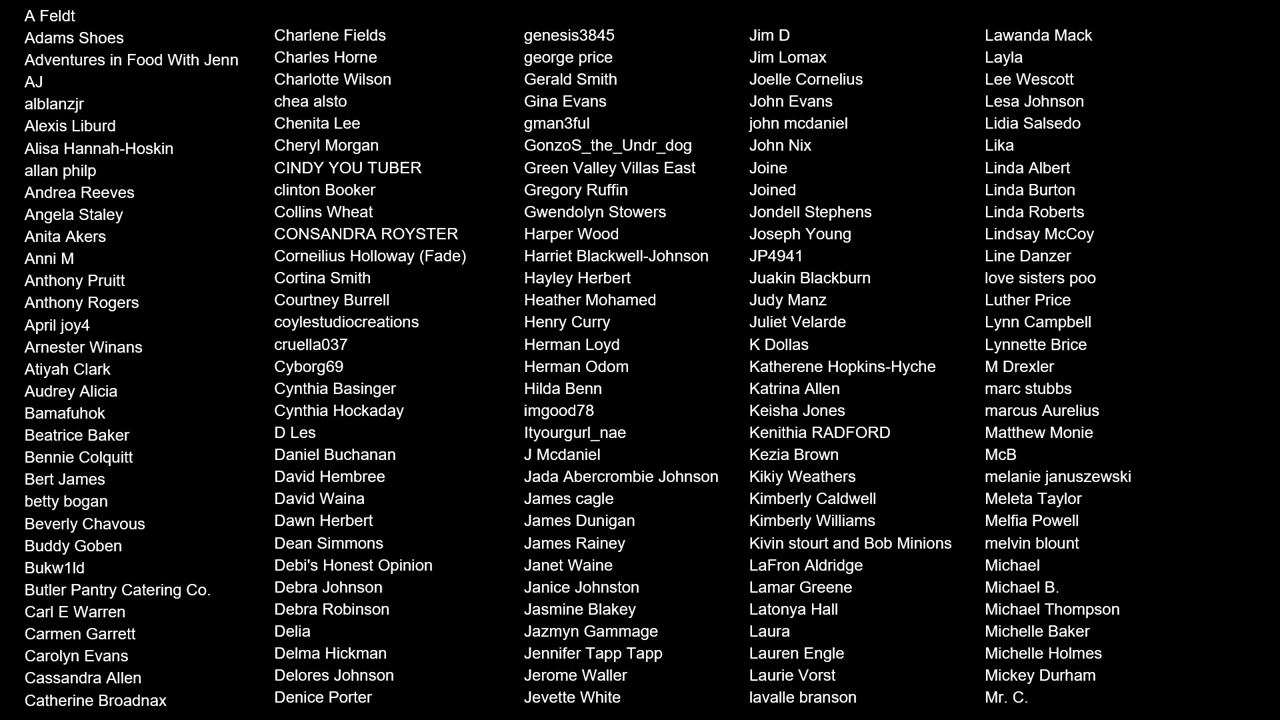 A Feldt
Adams Shoes
Adventures in Food With Jenn
AJ
alblanzjr
Alexis Liburd
Alisa Hannah-Hoskin
allan philp
Andrea Reeves
Angela Staley
Anita Akers
Anni M
Anthony Pruitt
Anthony Rogers
April joy4
Arnester Winans
Atiyah Clark
Audrey Alicia
Bamafuhok
Beatrice Baker
Bennie Colquitt
Bert James
betty bogan
Beverly Chavous
Buddy Goben
Bukw1ld
Butler Pantry Catering Co.
Carl E Warren
Carmen Garrett
Carolyn Evans
Cassandra Allen
Catherine Broadnax
Charlene Fields
Charles Horne
Charlotte Wilson
chea alsto
Chenita Lee
Cheryl Morgan
CINDY YOU TUBER
clinton Booker
Collins Wheat
CONSANDRA ROYSTER
Corneilius Holloway (Fade)
Cortina Smith
Courtney Burrell
coylestudiocreations
cruella037
Cyborg69
Cynthia Basinger
Cynthia Hockaday
D Les
Daniel Buchanan
David Hembree
David Waina
Dawn Herbert
Dean Simmons
Debi's Honest Opinion
Debra Johnson
Debra Robinson
Delia
Delma Hickman
Delores Johnson
Denice Porter
genesis3845
george price
Gerald Smith
Gina Evans
gman3ful
GonzoS_the_Undr_dog
Green Valley Villas East
Gregory Ruffin
Gwendolyn Stowers
Harper Wood
Harriet Blackwell-Johnson
Hayley Herbert
Heather Mohamed
Henry Curry
Herman Loyd
Herman Odom
Hilda Benn
imgood78
Ityourgurl_nae
J Mcdaniel
Jada Abercrombie Johnson
James cagle
James Dunigan
James Rainey
Janet Waine
Janice Johnston
Jasmine Blakey
Jazmyn Gammage
Jennifer Tapp Tapp
Jerome Waller
Jevette White
Jim D
Jim Lomax
Joelle Cornelius
John Evans
john mcdaniel
John Nix
Joine
Joined
Jondell Stephens
Joseph Young
JP4941
Juakin Blackburn
Judy Manz
Juliet Velarde
K Dollas
Katherene Hopkins-Hyche
Katrina Allen
Keisha Jones
Kenithia RADFORD
Kezia Brown
Kikiy Weathers
Kimberly Caldwell
Kimberly Williams
Kivin stourt and Bob Minions
LaFron Aldridge
Lamar Greene
Latonya Hall
Laura
Lauren Engle
Laurie Vorst
lavalle branson
Lawanda Mack
Layla
Lee Wescott
Lesa Johnson
Lidia Salsedo
Lika
Linda Albert
Linda Burton
Linda Roberts
Lindsay McCoy
Line Danzer
love sisters poo
Luther Price
Lynn Campbell
Lynnette Brice
M Drexler
marc stubbs
marcus Aurelius
Matthew Monie
McB
melanie januszewski
Meleta Taylor
Melfia Powell
melvin blount
Michael
Michael B.
Michael Thompson
Michelle Baker
Michelle Holmes
Mickey Durham
Mr. C.